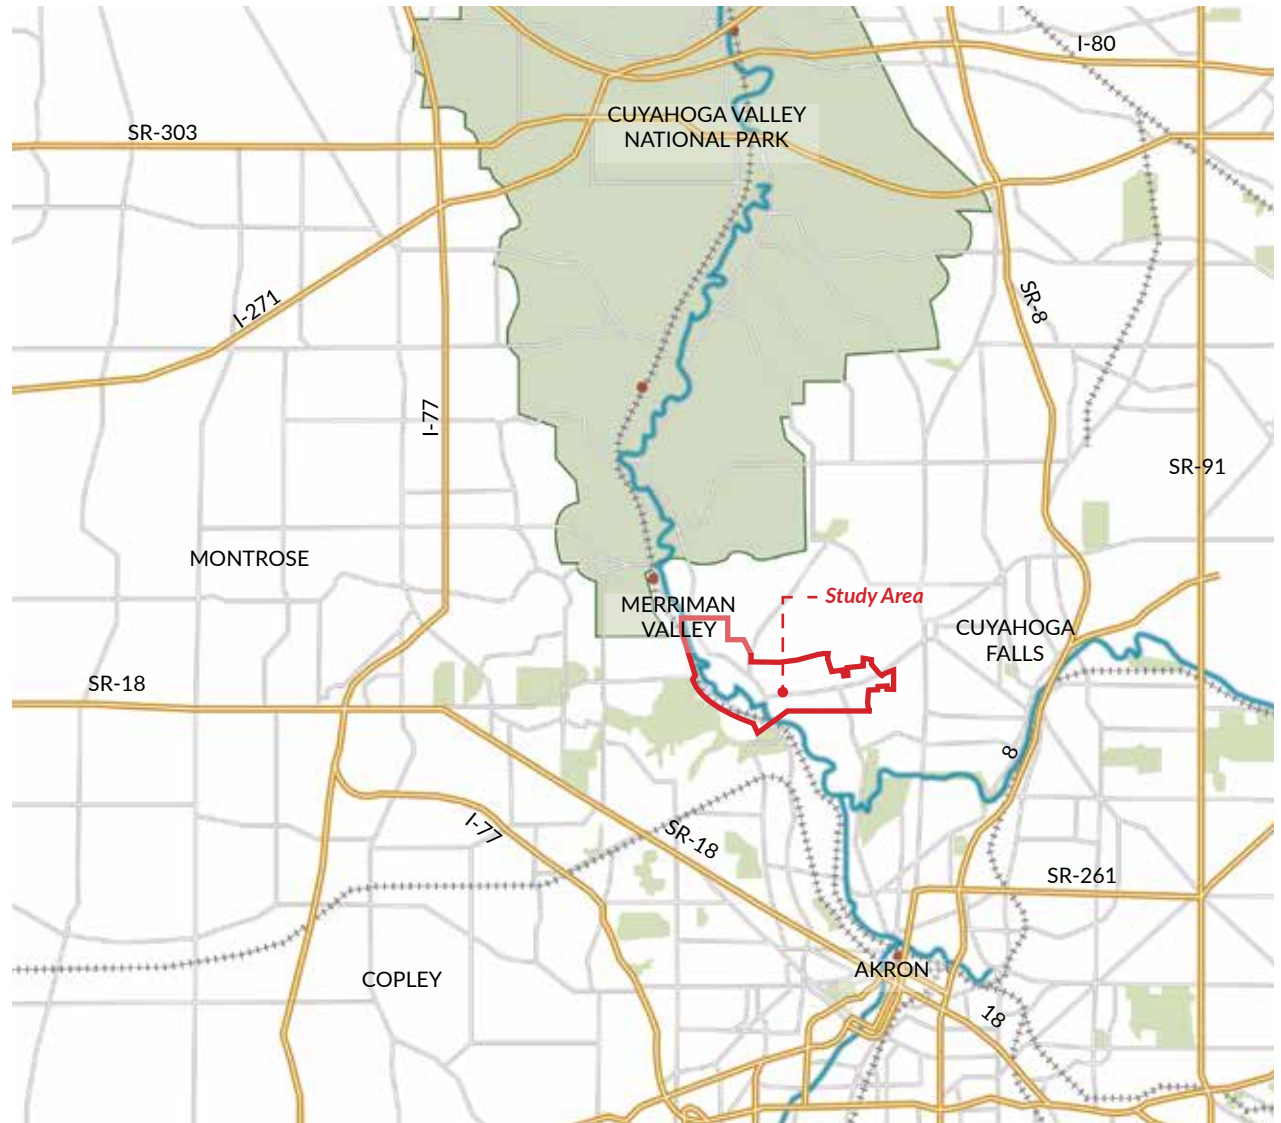 I-80
CUYAHOGA VALLEY
NATIONAL PARK
SR-303
I-271
SR-8
I-77
SR-91
MONTROSE
MERRIMAN
VALLEY
Study Area
CUYAHOGA
FALLS
SR-18
8
I-77
SR-18
SR-261
AKRON
COPLEY
18